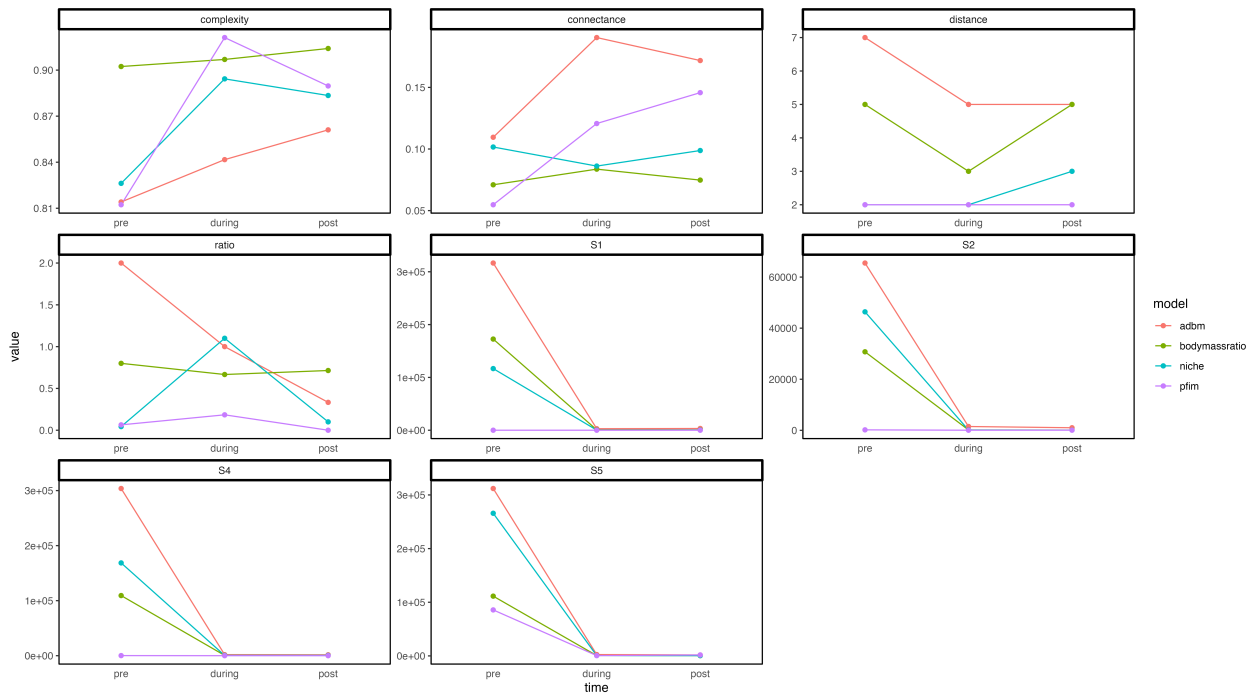 complexity
connectance
distance
0.90
0.87
0.84
0.81
0.15
0.10
0.05
7
6
5
4
3
2
pre during post
pre during post
pre during post
ratio
S1
S2
2.0
1.5
1.0
0.5
0.0
3e+05
2e+05
1e+05
0e+00
60000
40000
20000
0
pre during post
pre during post
pre during post
S4
S5
3e+05
2e+05
1e+05
0e+00
3e+05
2e+05
1e+05
0e+00
pre during post
pre during post
value
time
model
adbm
bodymassratio
niche
pfim